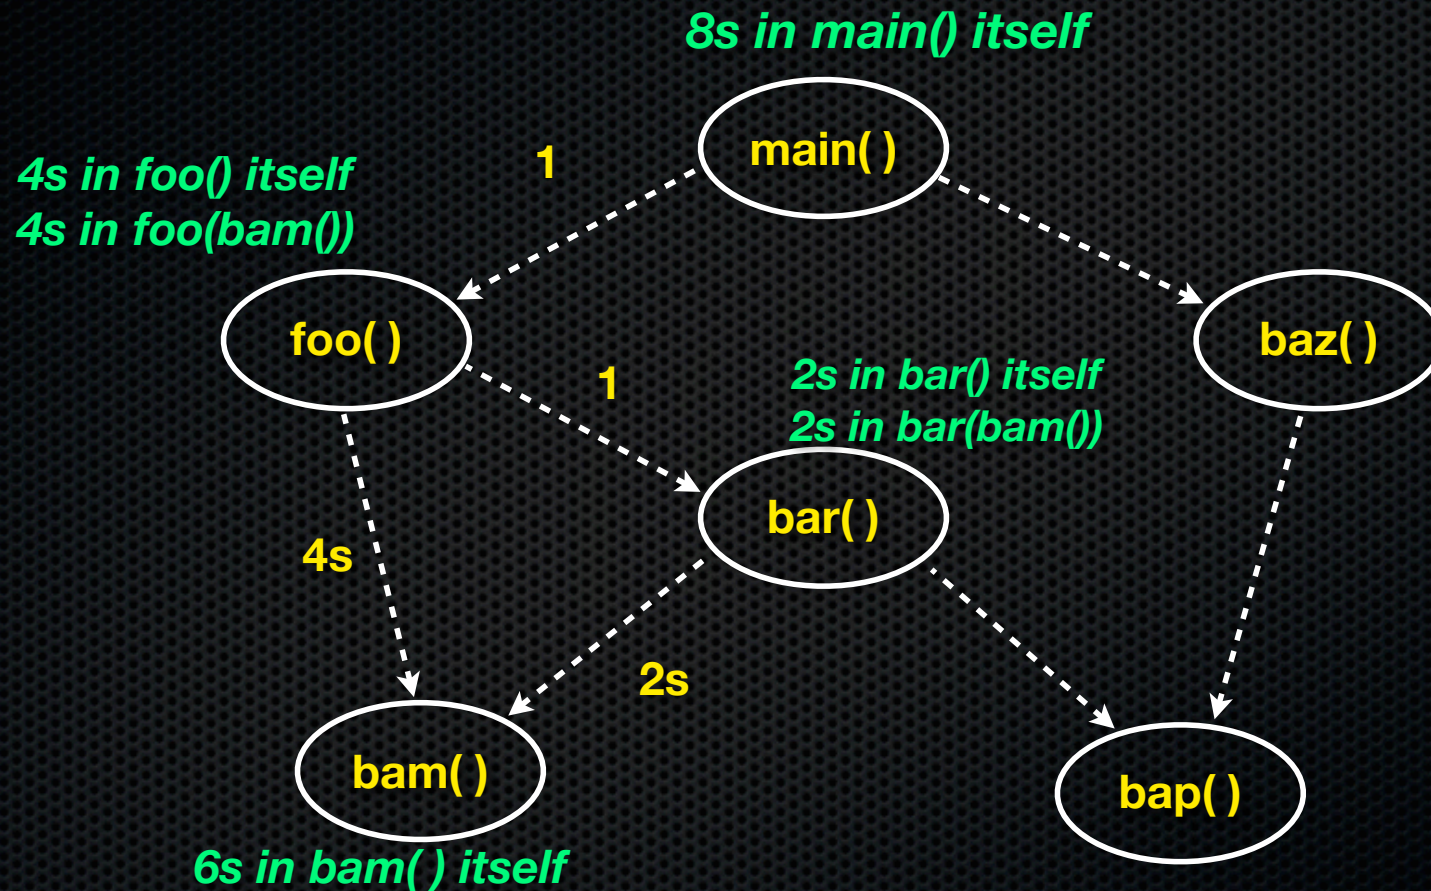 8s in main() itself
main( )
1
4s in foo() itself
4s in foo(bam())
foo( )
baz( )
1
2s in bar() itself
2s in bar(bam())
bar( )
4s
2s
bam( )
bap( )
6s in bam( ) itself